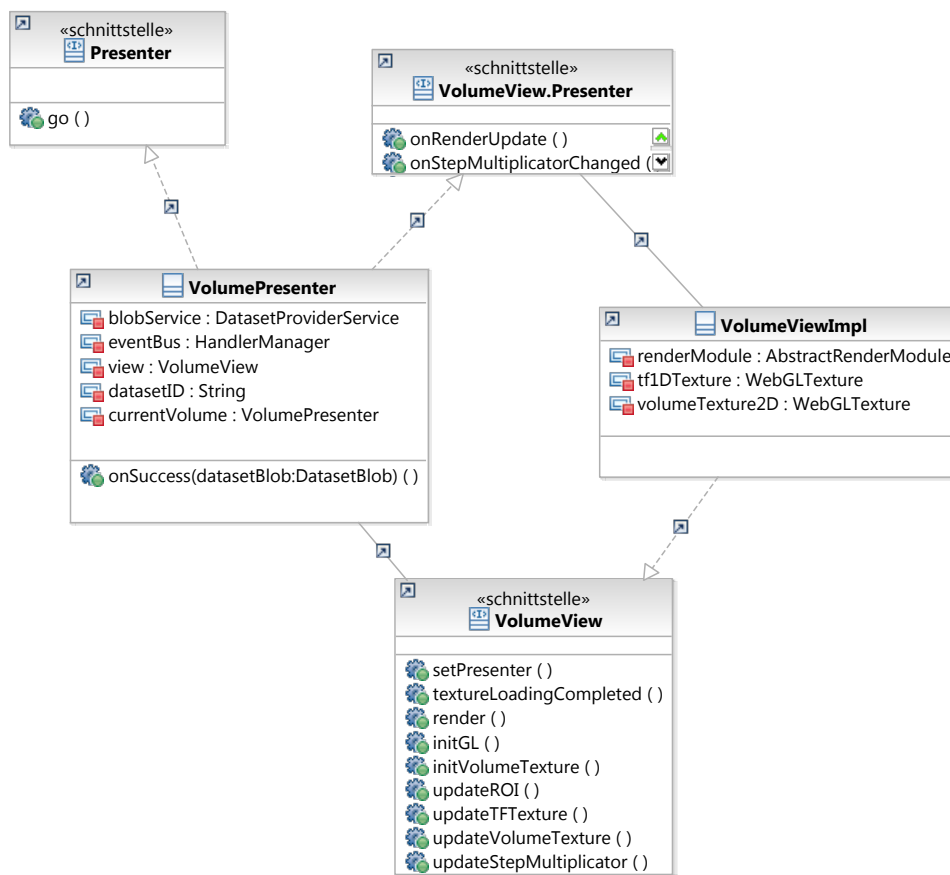 «schnittstelle»
Presenter
go ( )
«schnittstelle»
VolumeView.Presenter
onRenderUpdate ( )
onStepMultiplicatorChanged (
VolumePresenter
blobService : DatasetProviderService
eventBus : HandlerManager
view : VolumeView
datasetID : String
currentVolume : VolumePresenter
onSuccess(datasetBlob:DatasetBlob) ( )
VolumeViewImpl
renderModule : AbstractRenderModule
tf1DTexture : WebGLTexture
volumeTexture2D : WebGLTexture
«schnittstelle»
VolumeView
setPresenter ( )
textureLoadingCompleted ( )
render ( )
initGL ( )
initVolumeTexture ( )
updateROI ( )
updateTFTexture ( )
updateVolumeTexture ( )
updateStepMultiplicator ( )